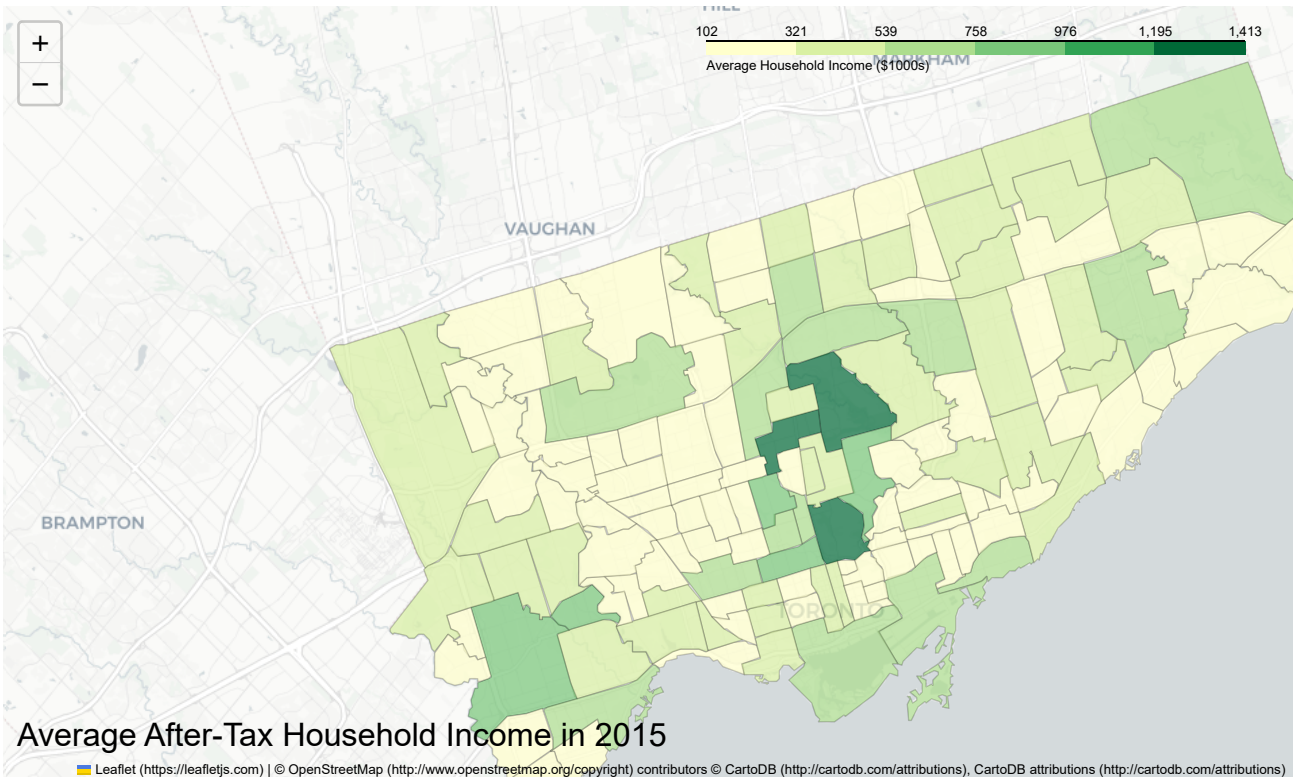 HILL
+
−
102 321 539 758 976 1,195 1,413
MARKHAM
Average Household Income ($1000s)
VAUGHAN
BRAMPTON
TORONTO
Average After-Tax Household Income in 2015
Leaflet (https://leafletjs.com) | © OpenStreetMap (http://www.openstreetmap.org/copyright) contributors © CartoDB (http://cartodb.com/attributions), CartoDB attributions (http://cartodb.com/attributions)